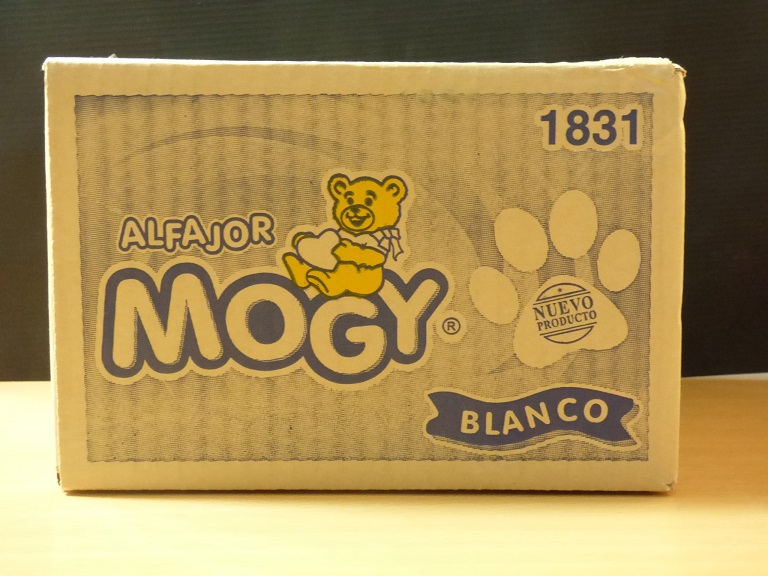 1831
ALFAJOR
MOGY®
NUEVO
PRODUCTO
BLANCO